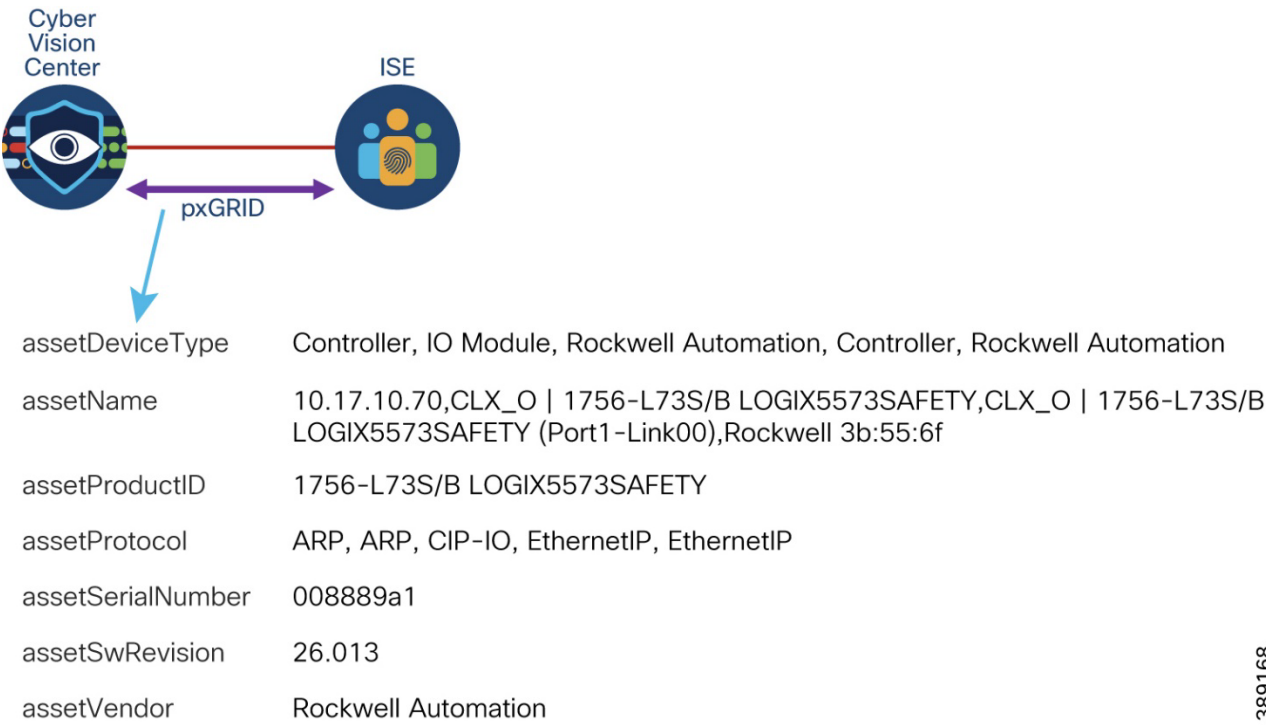 Cyber
Vision
Center
ISE
pxGRID
assetDeviceType Controller, IO Module, Rockwell Automation, Controller, Rockwell Automation
assetName 10.17.10.70,CLX_O | 1756-L73S/B LOGIX5573SAFETY,CLX_O | 1756-L73S/B
LOGIX5573SAFETY (Port1-Link00),Rockwell 3b:55:6f
assetProductID 1756-L73S/B LOGIX5573SAFETY
assetProtocol ARP, ARP, CIP-IO, EthernetIP, EthernetIP
assetSerialNumber 008889a1
assetSwRevision 26.013
assetVendor Rockwell Automation
389168